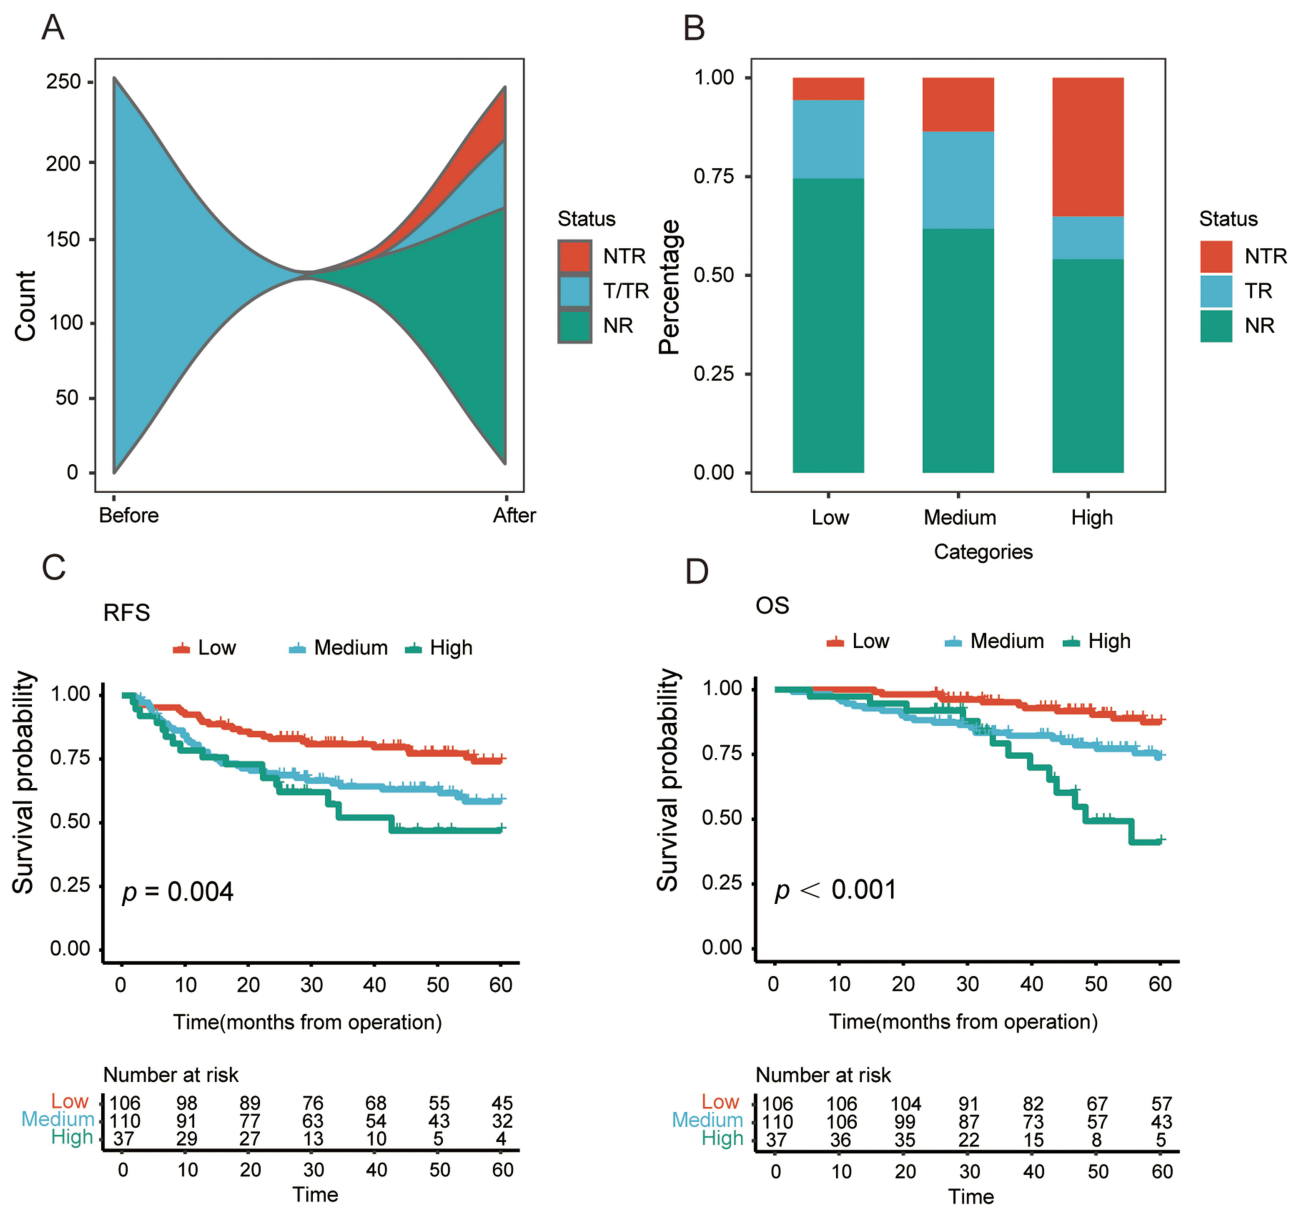 A
250
200
150
100
50
0
Count
Before
After
Status
NTR
T/TR
NR
B
1.00
0.75
0.50
0.25
0.00
Percentage
Low
Medium
High
Categories
Status
NTR
TR
NR
C
RFS
Low Medium High
Survival probability
1.00
0.75
0.50
0.25
0.00
p = 0.004
0 10 20 30 40 50 60
Time(months from operation)
Number at risk
Low 106 98 89 76 68 55 45
Medium 110 91 77 63 54 43 32
High 37 29 27 13 10 5 4
0 10 20 30 40 50 60
Time
D
OS
Low Medium High
Survival probability
1.00
0.75
0.50
0.25
0.00
p < 0.001
0 10 20 30 40 50 60
Time(months from operation)
Number at risk
Low 106 106 104 91 82 67 57
Medium 110 106 99 87 73 57 43
High 37 36 35 22 15 8 5
0 10 20 30 40 50 60
Time